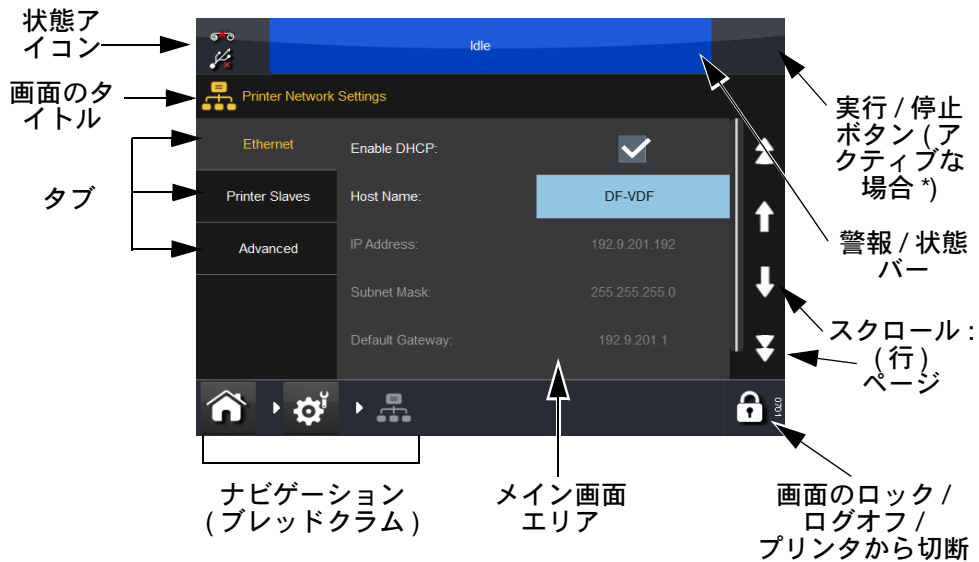 状態ア
イコン
Idle
画面のタ
イトル
Printer Network Settings
実行 / 停止
ボタン ( ア
クティブな
場合 *)
タブ
Ethernet
Enable DHCP:
Printer Slaves
Host Name:
DF-VDF
Advanced
IP Address:
192.9.201.192
警報 / 状態
バー
Subnet Mask:
255.255.255.0
Default Gateway:
192.9.201.1
スクロール :
( 行 )
ページ
0701
ナビゲーション
( ブレッドクラム )
メイン画面
エリア
画面のロック /
ログオフ /
プリンタから切断